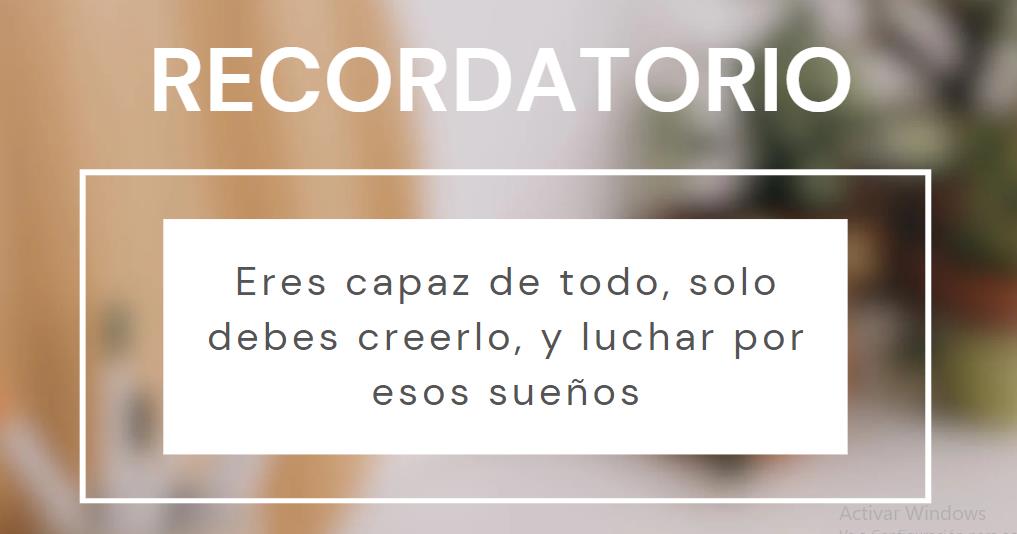 RECORDATORIO
Eres capaz de todo, solo
debes creerlo, y luchar por
esos sueños
Activar Windows